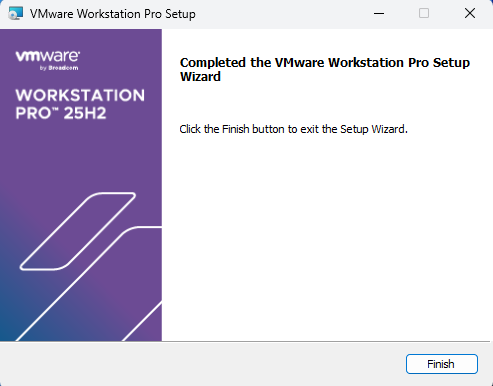 VMware Workstation Pro Setup
vmware®
by Broadcom
WORKSTATION
PRO™ 25H2
Completed the VMware Workstation Pro Setup
Wizard
Click the Finish button to exit the Setup Wizard.
Finish